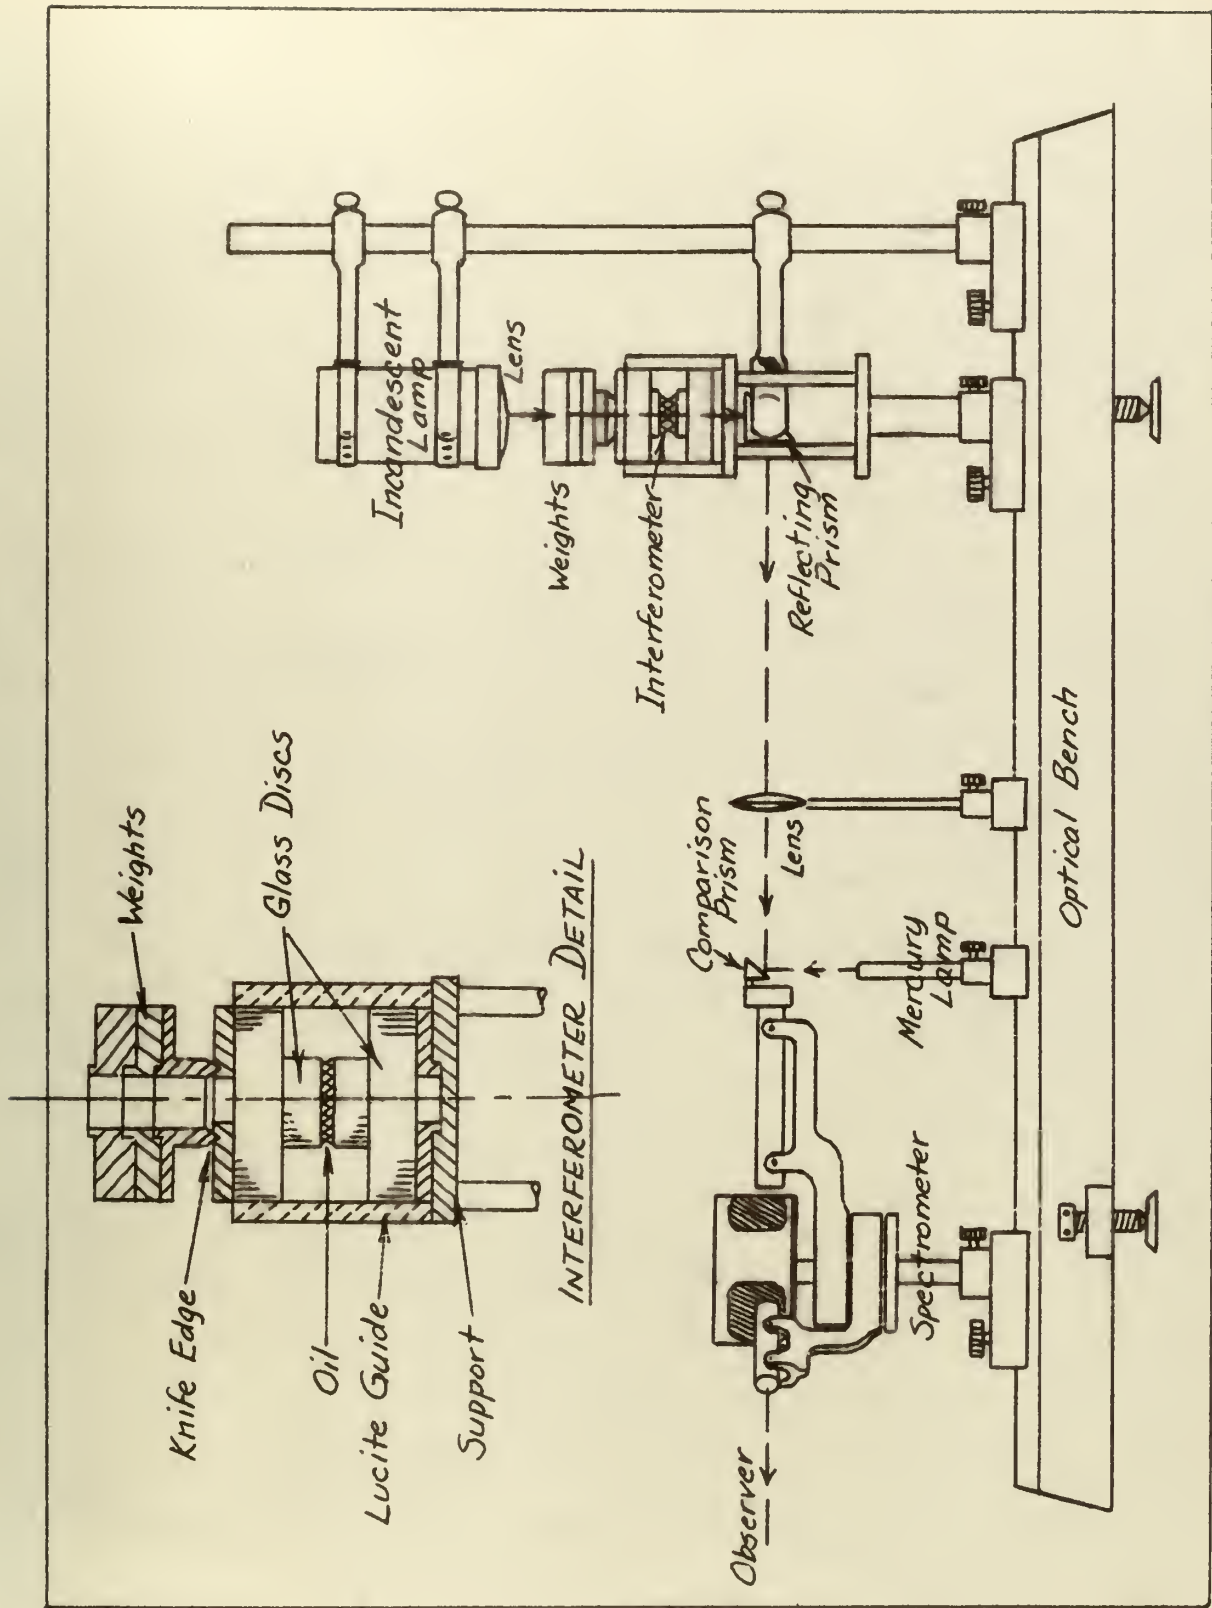 Weights
Glass Discs
Knife Edge
Oil
Lucite Guide
Support
INTERFEROMETER DETAIL
Incandescent
Lamp
Lens
Weights
Interferometer
Reflecting
Prism
Comparison
Prism
Lens
Mercury
Lamp
Spectrometer
Observer
Optical Bench